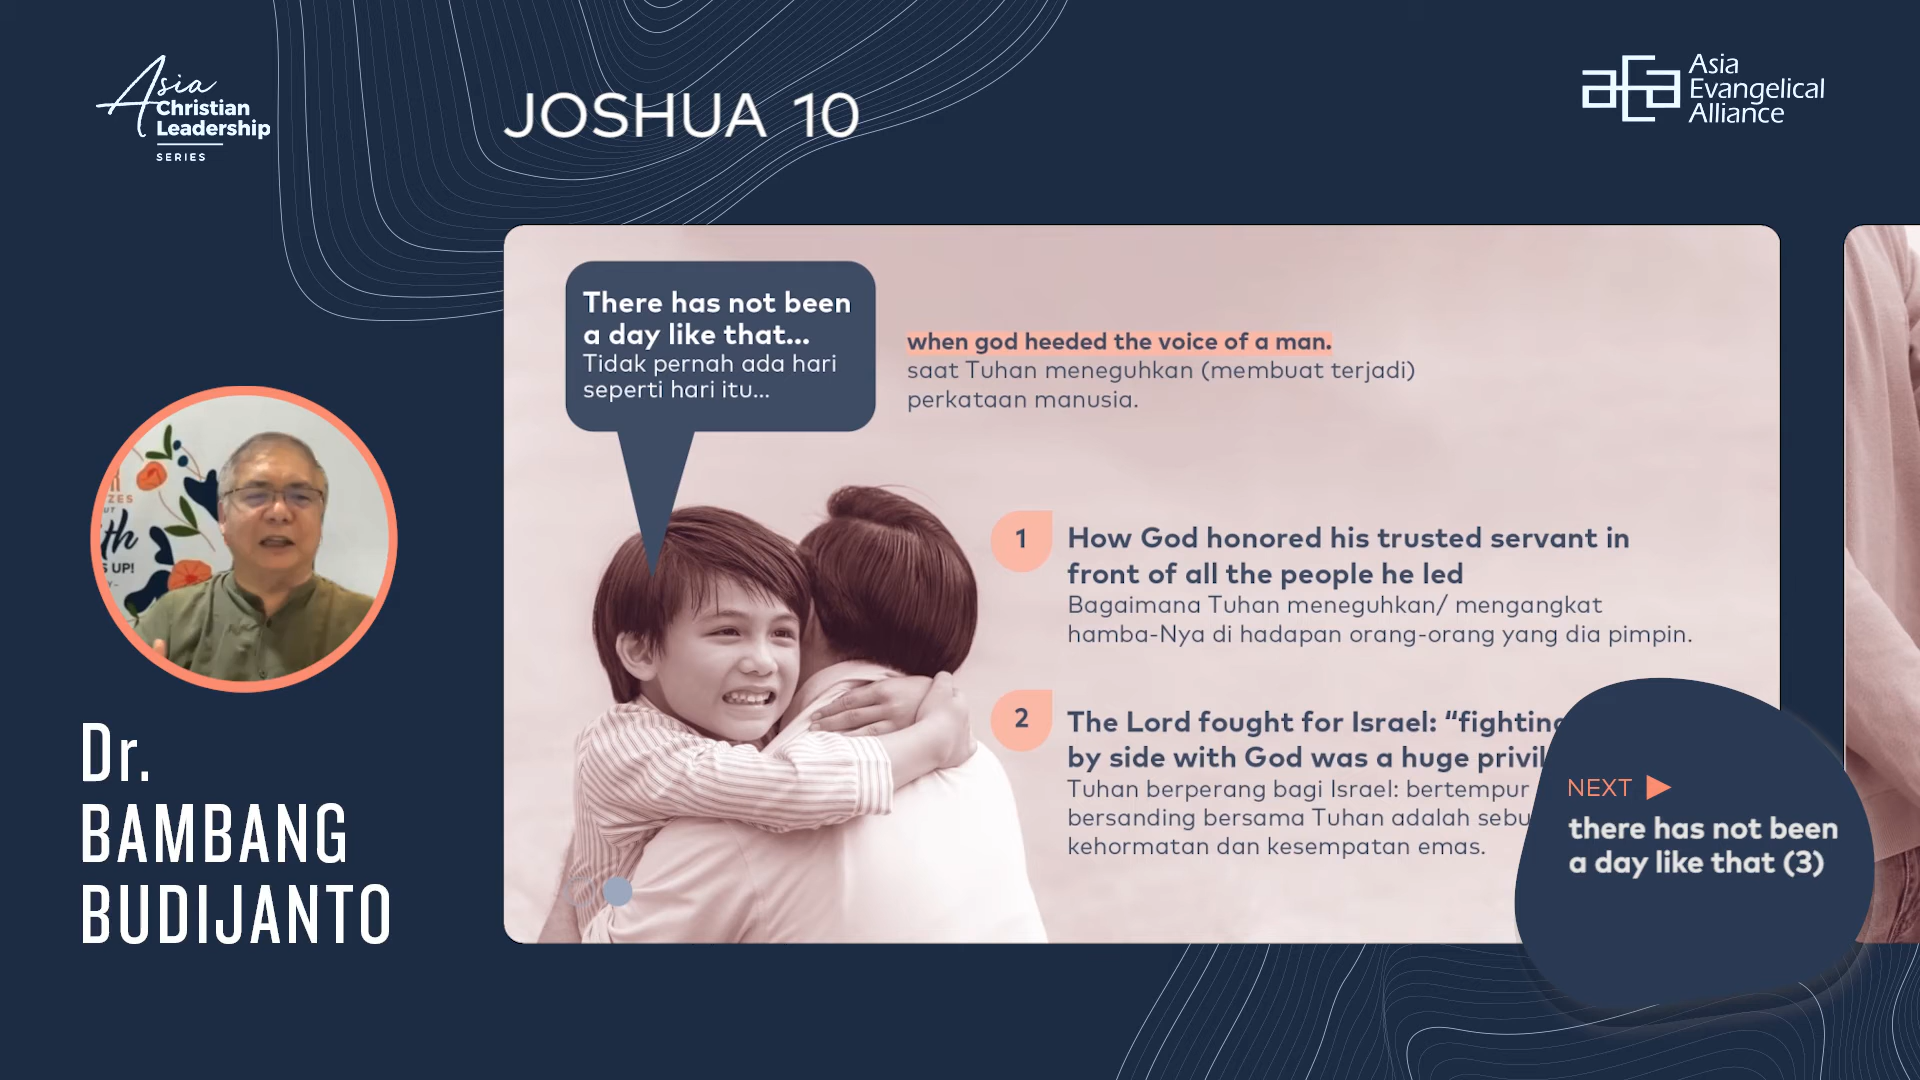 Asia
Christian
Leadership
SERIES
JOSHUA 10
aea
Asia
Evangelical
Alliance
There has not been
a day like that...
Tidak pernah ada hari
seperti hari itu...
when god heeded the voice of a man.
saat Tuhan meneguhkan (membuat terjadi)
perkataan manusia.
1
How God honored his trusted servant in
front of all the people he led
Bagaimana Tuhan meneguhkan/ mengangkat
hamba-Nya di hadapan orang-orang yang dia pimpin.
2
The Lord fought for Israel: “fighting
by side with God was a huge
Tuhan berperang bagi Israel: bertempur
bersanding bersama Tuhan adalah
kehormatan dan kesempatan emas.
NEXT
there has not been
a day like that (3)
ZES
th
UP!
Dr.
BAMBANG
BUDIJANTO